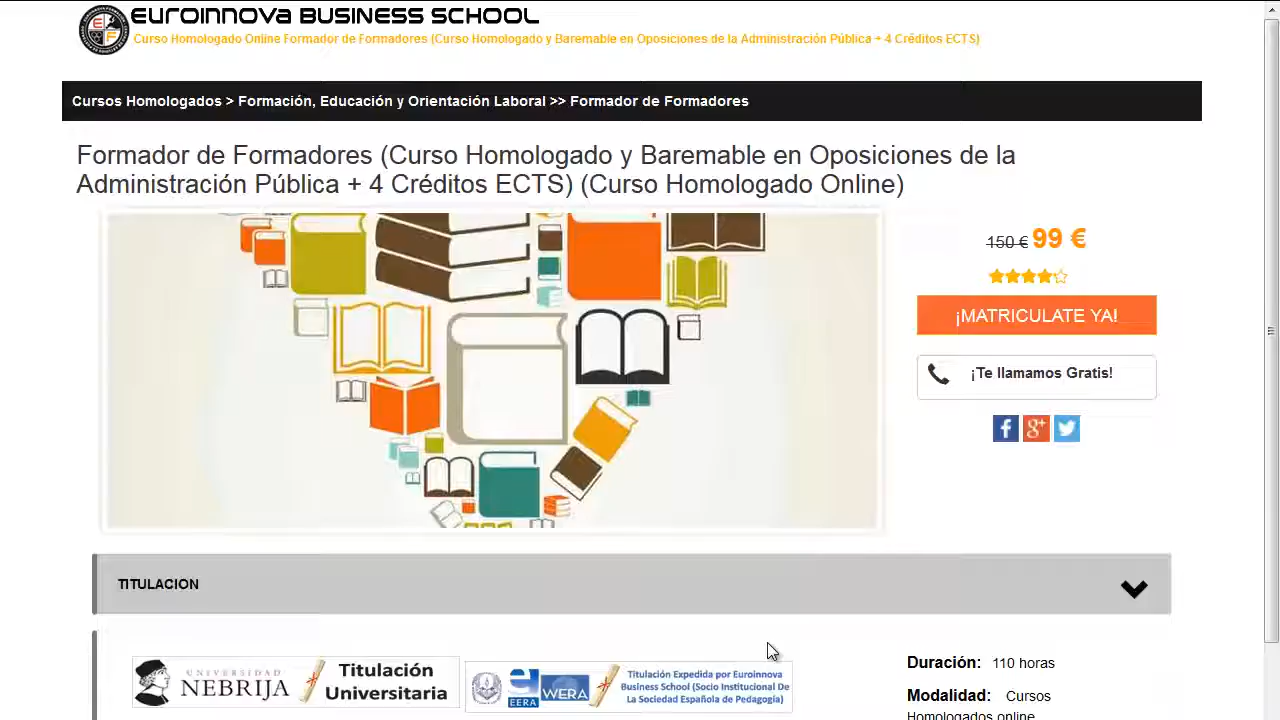 EUROINNOVA BUSINESS SCHOOL
Curso Homologado Online Formador de Formadores (Curso Homologado y Baremable en Oposiciones de la Administración Pública + 4 Créditos ECTS)
Cursos Homologados > Formación, Educación y Orientación Laboral >> Formador de Formadores
Formador de Formadores (Curso Homologado y Baremable en Oposiciones de la
Administración Pública + 4 Créditos ECTS) (Curso Homologado Online)
150 € 99 €
¡MATRICULATE YA!
¡Te llamamos Gratis!
TITULACION
UNIVERSIDAD
NEBRIJA
Titulación
Universitaria
EERA
WERA
Titulación Expedida por Euroinnova
Business School (Socio Institucional De
La Sociedad Española de Pedagogía)
Duración: 110 horas
Modalidad: Cursos
Homologados online